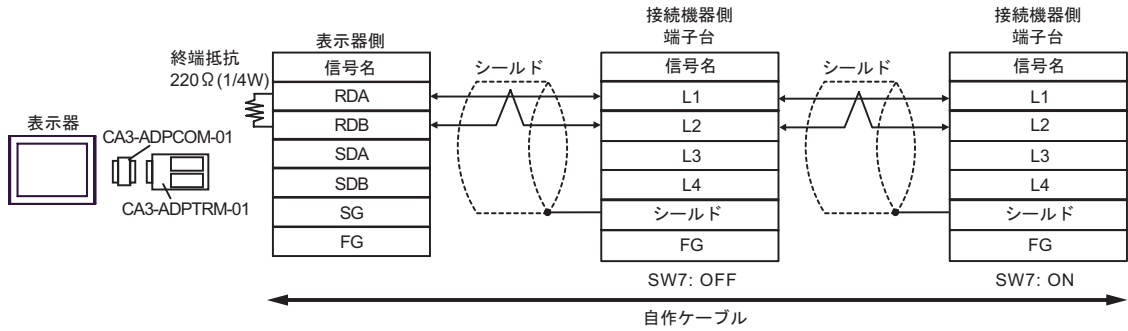 終端抵抗
220Ω(1/4W)
表示器
CA3-ADPCOM-01
CA3-ADPTRM-01
表示器側
信号名
RDA
RDB
SDA
SDB
SG
FG
シールド
接続機器側
端子台
信号名
L1
L2
L3
L4
シールド
FG
SW7: OFF
シールド
接続機器側
端子台
信号名
L1
L2
L3
L4
シールド
FG
SW7: ON
自作ケーブル